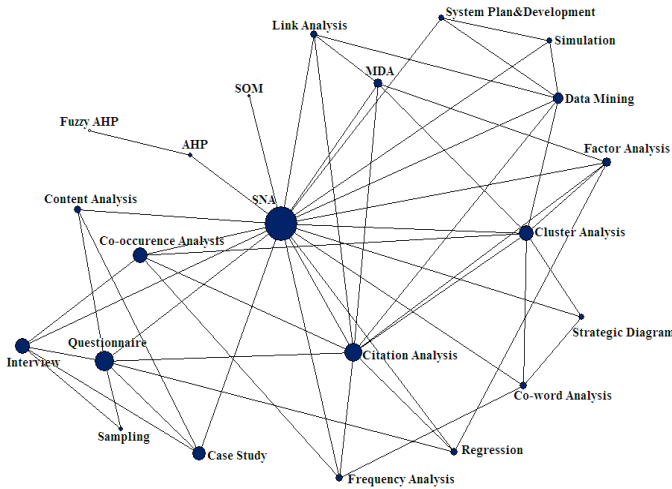 System Plan&Development
Link Analysis
Simulation
MDA
SOM
Data Mining
Fuzzy AHP
AHP
Factor Analysis
SNA
Content Analysis
Cluster Analysis
Co-occurence Analysis
Strategic Diagram
Questionnaire
Citation Analysis
Interview
Co-word Analysis
Sampling
Regression
Case Study
Frequency Analysis